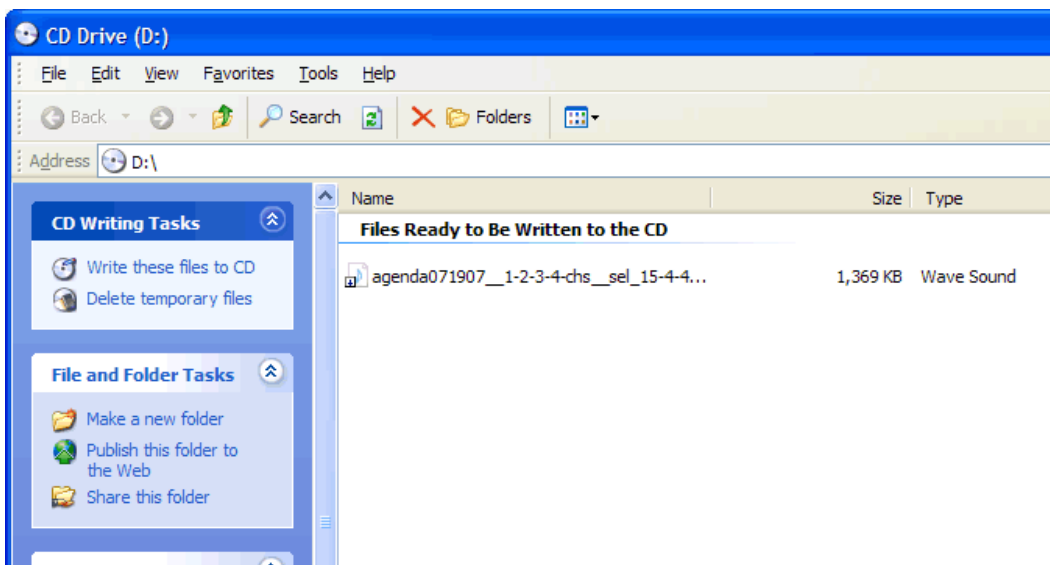 CD Drive (D:)
File Edit View Favorites Tools Help
Back Search Folders
Address D:\
Name Size Type
CD Writing Tasks
Files Ready to Be Written to the CD
Write these files to CD
agenda071907__1-2-3-4-chs__sel_15-4-4... 1,369 KB Wave Sound
Delete temporary files
File and Folder Tasks
Make a new folder
Publish this folder to
the Web
Share this folder